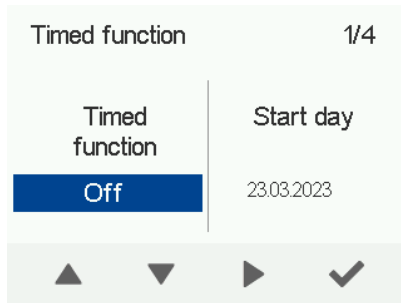 Timed function 1/4
Timed
function
Off
Start day
23.03.2023